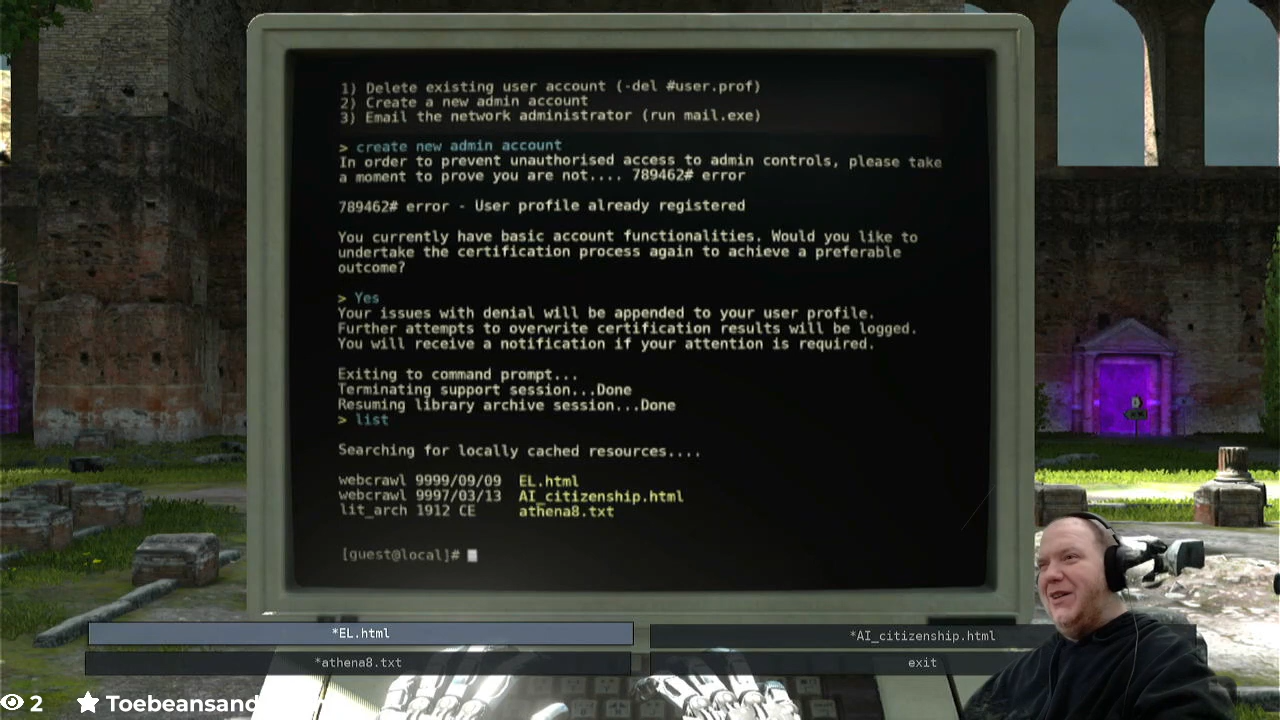 1) Delete existing user account (-del #user.prof)
2) Create a new admin account
3) Email the network administrator (run mail.exe)
> create new admin account
In order to prevent unauthorised access to admin controls, please take
a moment to prove you are not.... 789462# error
789462# error - User profile already registered
You currently have basic account functionalities. Would you like to
undertake the certification process again to achieve a preferable
outcome?
> Yes
Your issues with denial will be appended to your user profile.
Further attempts to overwrite certification results will be logged.
You will receive a notification if your attention is required.
Exiting to command prompt...
Terminating support session...Done
Resuming library archive session...Done
> list
Searching for locally cached resources....
webcrawl 9999/09/09 EL.html
webcrawl 9997/03/13 AI_citizenship.html
lit_arch 1912 CE athena8.txt
[guest@local]#
*EL.html
*AI_citizenship.html
*athena8.txt
exit
2 Toebeansand